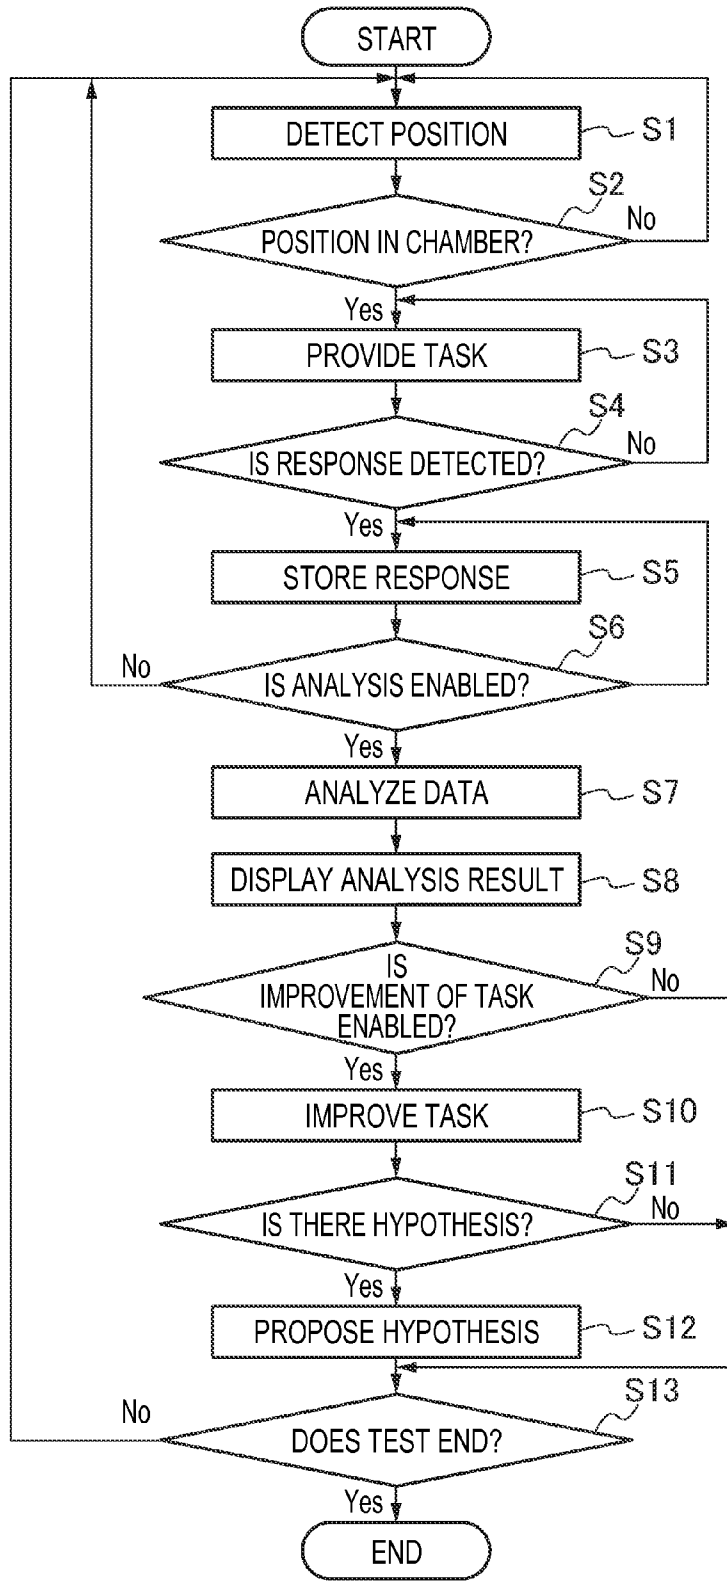 START
DETECT POSITION
S1
S2
POSITION IN CHAMBER?
No
Yes
PROVIDE TASK
S3
S4
IS RESPONSE DETECTED?
No
Yes
STORE RESPONSE
S5
S6
No
IS ANALYSIS ENABLED?
Yes
ANALYZE DATA
S7
DISPLAY ANALYSIS RESULT
S8
S9
IS
IMPROVEMENT OF TASK
ENABLED?
No
Yes
IMPROVE TASK
S10
S11
IS THERE HYPOTHESIS?
No
Yes
PROPOSE HYPOTHESIS
S12
S13
No
DOES TEST END?
Yes
END